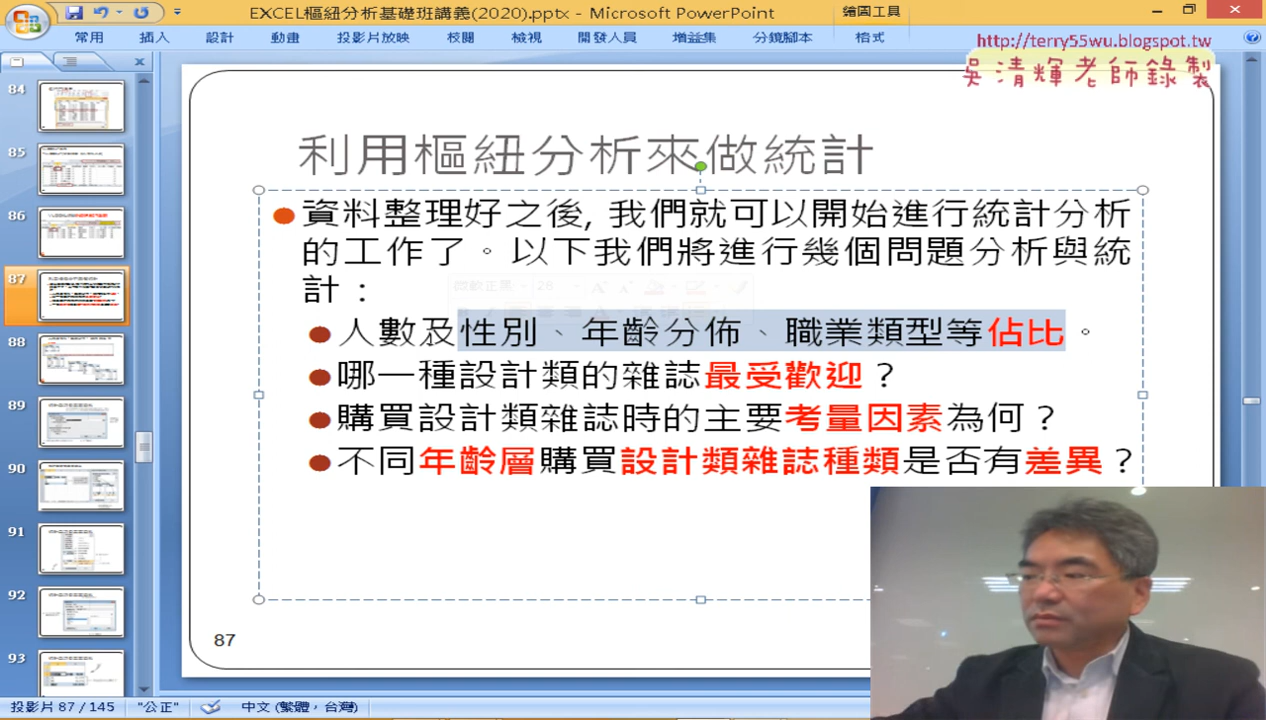 EXCEL樞紐分析基礎班講義(2020).pptx - Microsoft PowerPoint
繪圖工具
常用 插入 設計 動畫 投影片放映 校閱 檢視 開發人員 增益集 分鏡腳本 格式
http://terry55wu.blogspot.tw
吳清輝老師錄製
84
85
86
87
88
89
90
91
92
93
利用樞紐分析來做統計
資料整理好之後, 我們就可以開始進行統計分析
的工作了。以下我們將進行幾個問題分析與統
計：
人數及性別、年齡分佈、職業類型等佔比。
哪一種設計類的雜誌最受歡迎？
購買設計類雜誌時的主要考量因素為何？
不同年齡層購買設計類雜誌種類是否有差異？
87
投影片 87 / 145 "公正" 中文 (繁體，台灣)